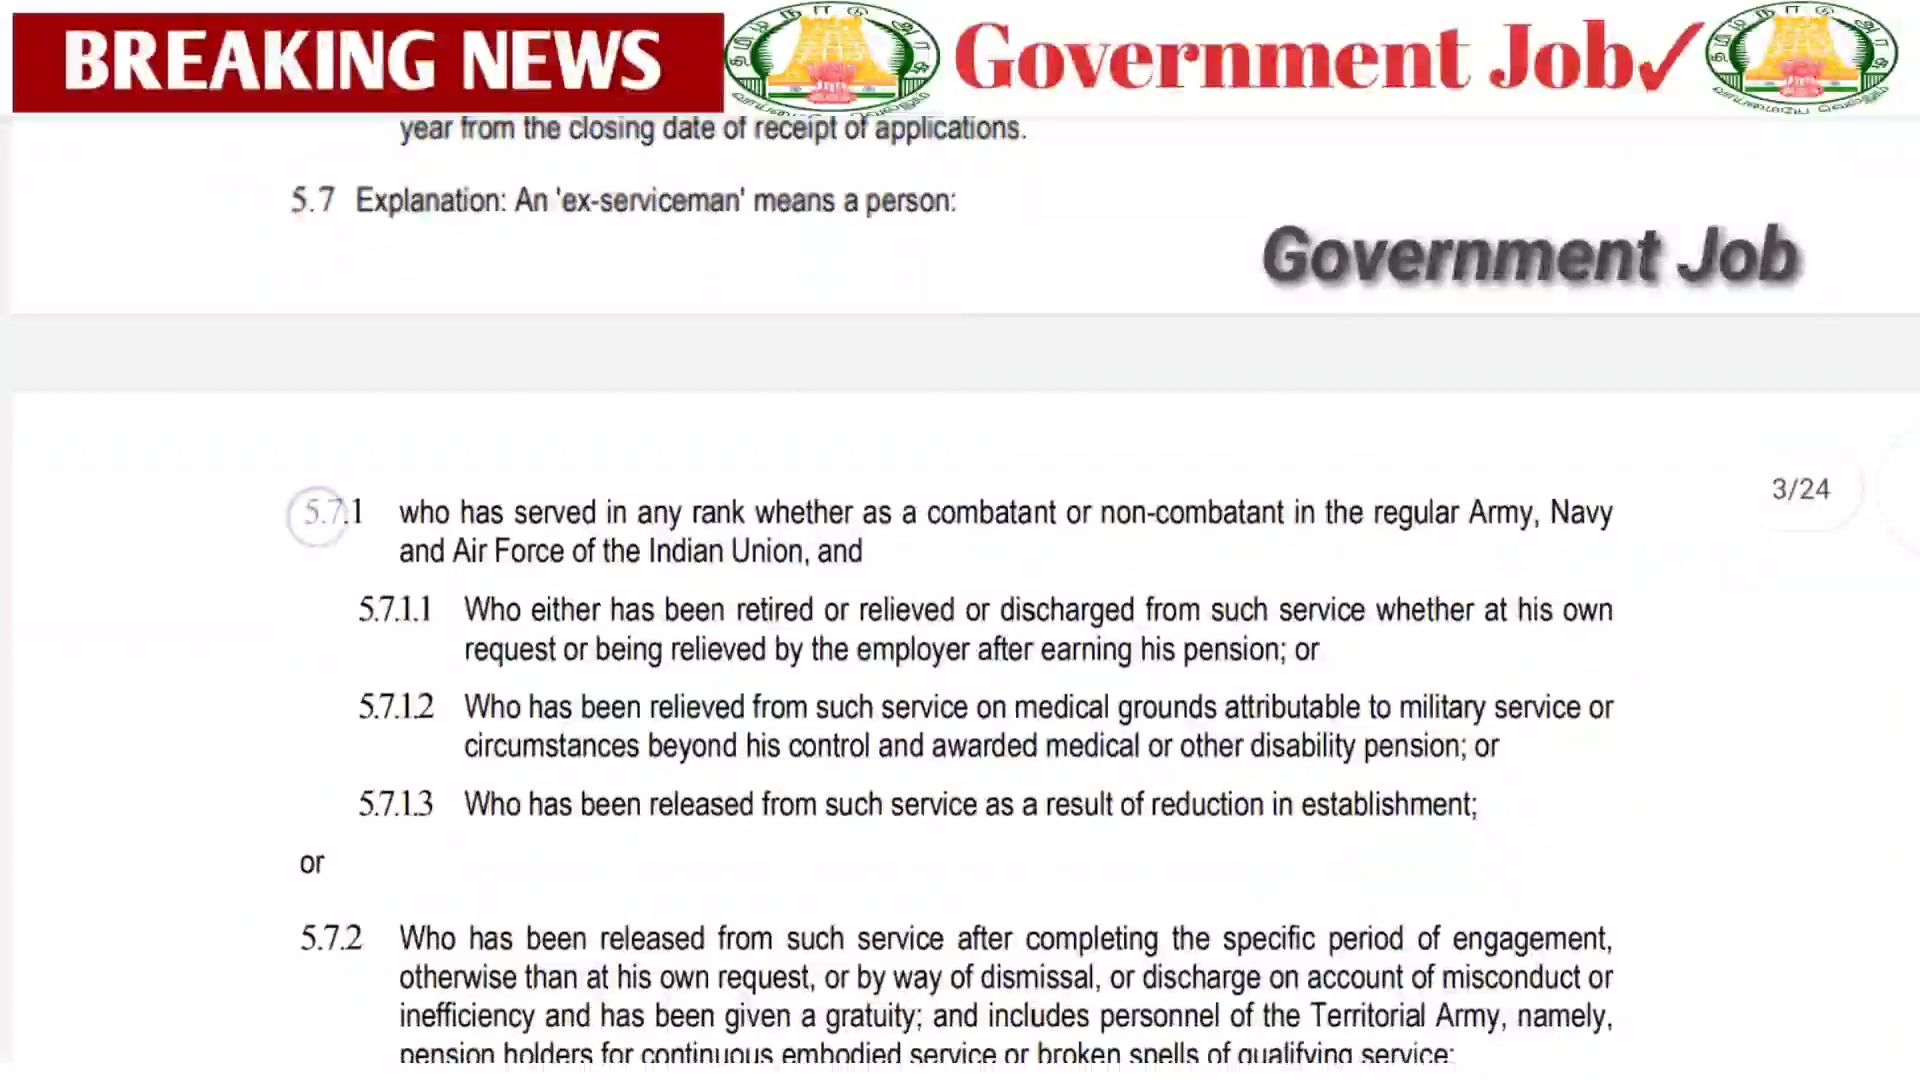 BREAKING NEWS
Government Job✓
year from the closing date of receipt of applications.
5.7 Explanation: An 'ex-serviceman' means a person:
Government Job
3/24
5.7.1 who has served in any rank whether as a combatant or non-combatant in the regular Army, Navy
and Air Force of the Indian Union, and
5.7.1.1 Who either has been retired or relieved or discharged from such service whether at his own
request or being relieved by the employer after earning his pension; or
5.7.1.2 Who has been relieved from such service on medical grounds attributable to military service or
circumstances beyond his control and awarded medical or other disability pension; or
5.7.1.3 Who has been released from such service as a result of reduction in establishment;
or
5.7.2 Who has been released from such service after completing the specific period of engagement,
otherwise than at his own request, or by way of dismissal, or discharge on account of misconduct or
inefficiency and has been given a gratuity; and includes personnel of the Territorial Army, namely,
pension holders for continuous embodied service or broken spells of qualifying service;